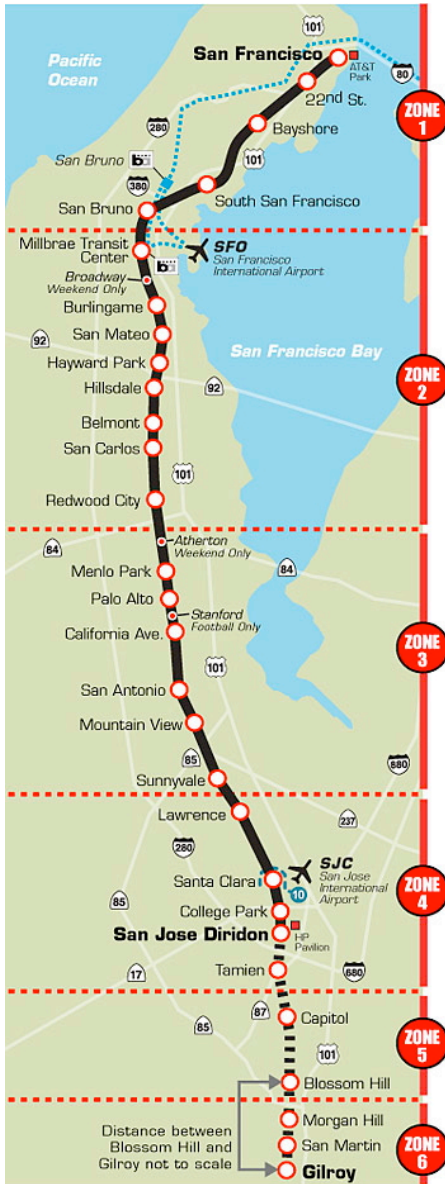 101
Pacific
Ocean
San Francisco
AT&T
Park
80
22nd St.
280
Bayshore
ZONE
1
101
San Bruno
ba
380
South San Francisco
San Bruno
Millbrae Transit
Center
SFO
San Francisco
International Airport
ba
Broadway
Weekend Only
Burlingame
San Mateo
92
San Francisco Bay
Hayward Park
ZONE
2
Hillsdale
92
Belmont
San Carlos
101
Redwood City
Atherton
Weekend Only
84
Menlo Park
84
Palo Alto
Stanford
Football Only
California Ave.
ZONE
3
101
San Antonio
Mountain View
85
880
Sunnyvale
Lawrence
237
280
SJC
San Jose
International
Airport
Santa Clara
10
ZONE
4
85
College Park
San Jose Diridon
HP
Pavilion
Tamien
17
680
87
Capitol
85
ZONE
5
101
Blossom Hill
Morgan Hill
Distance between
Blossom Hill and
Gilroy not to scale
San Martin
ZONE
6
Gilroy